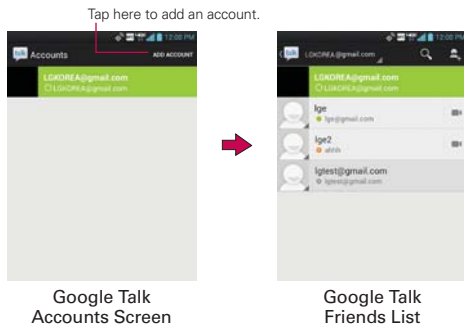 Tap here to add an account.
12:00 PM
talk Accounts ADD ACCOUNT
LGKOREA@gmail.com
LGKOREA@gmail.com
Google Talk
Accounts Screen
12:00 PM
talk LGKOREA@gmail.com
LGKOREA@gmail.com
LGKOREA@gmail.com
lge
lge@gmail.com
lge2
ahhh
lgtest@gmail.com
lgtest@gmail.com
Google Talk
Friends List